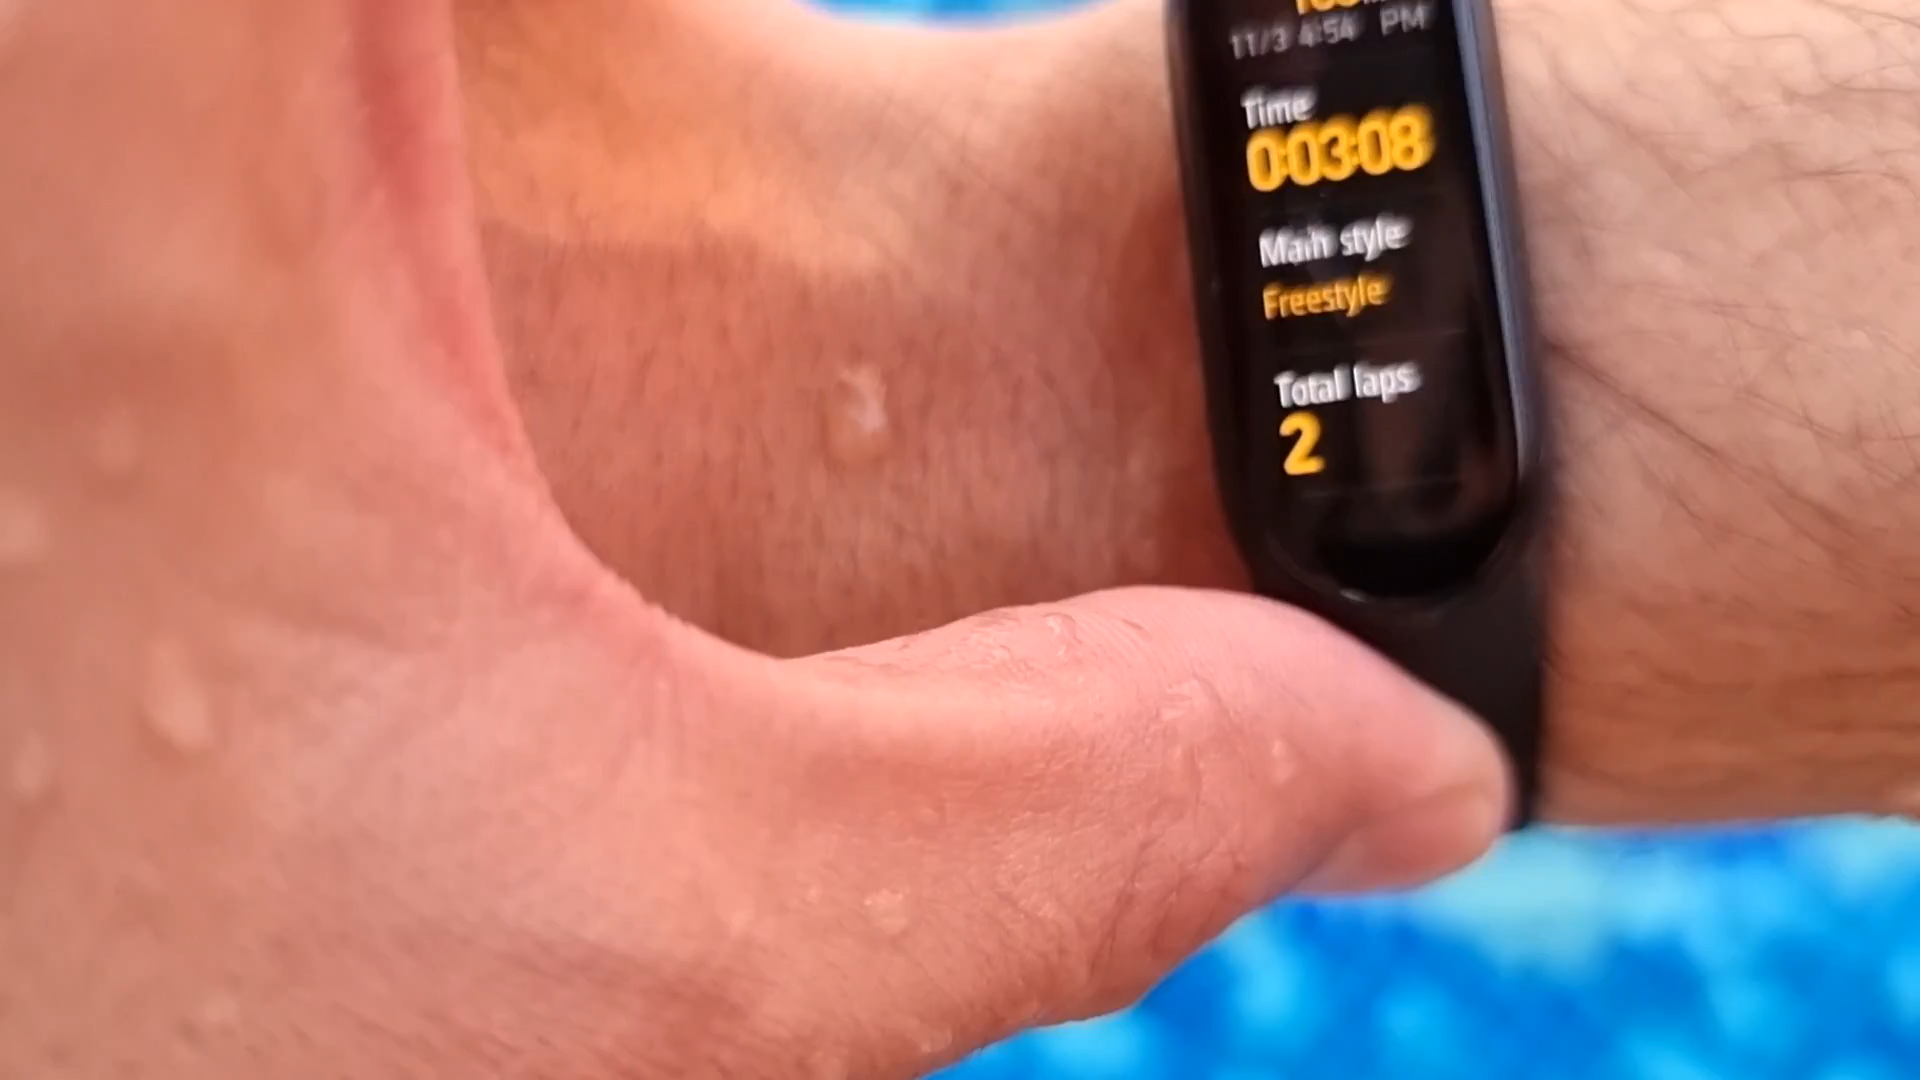 11/3 4:54 PM
Time
0:03:08
Main style
Freestyle
Total laps
2